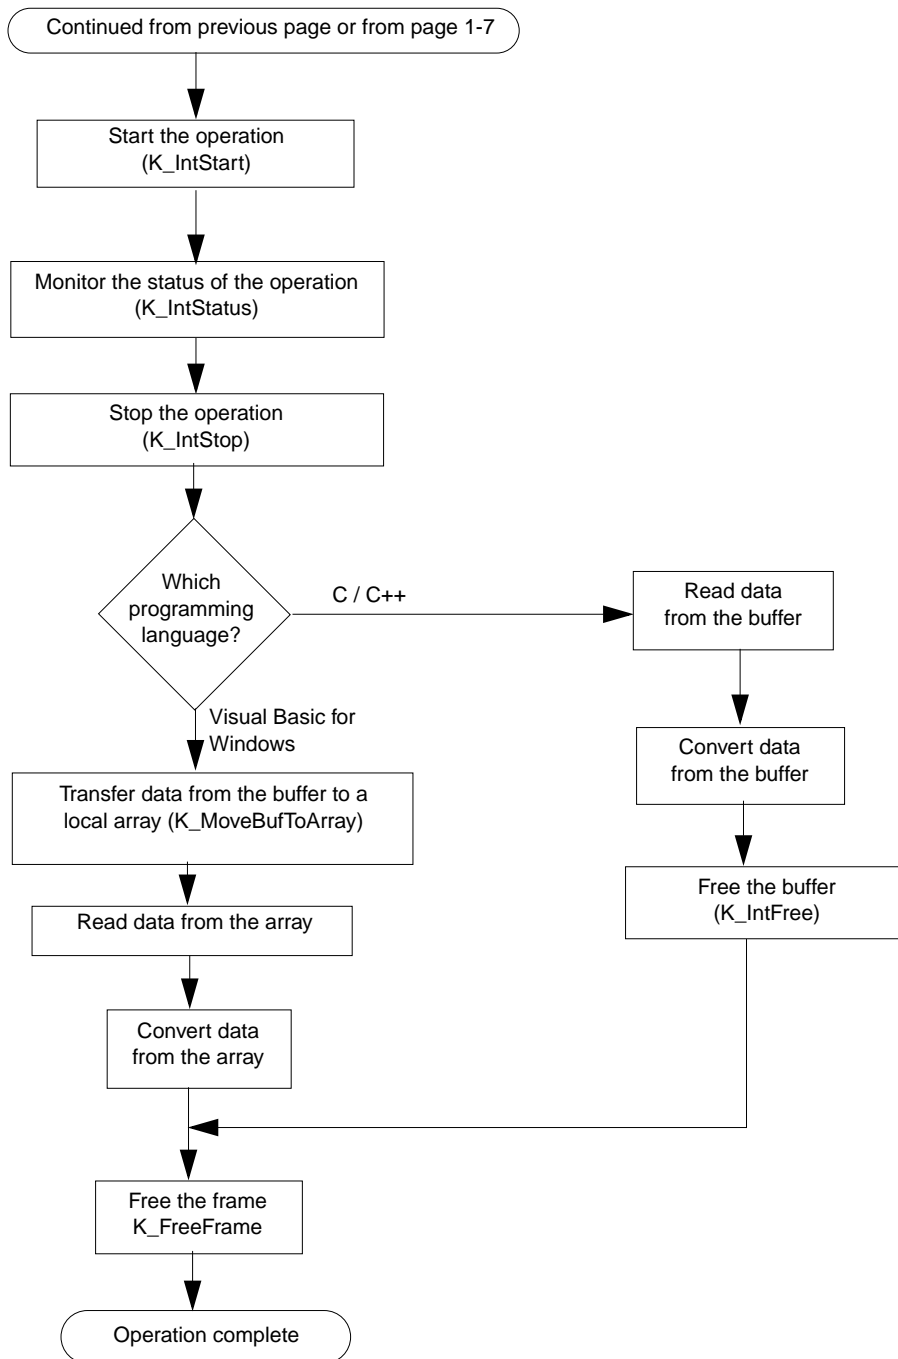 Continued from previous page or from page 1-7
Start the operation
(K_IntStart)
Monitor the status of the operation
(K_IntStatus)
Stop the operation
(K_IntStop)
Which
programming
language?
C / C++
Read data
from the buffer
Visual Basic for
Windows
Convert data
from the buffer
Transfer data from the buffer to a
local array (K_MoveBufToArray)
Free the buffer
(K_IntFree)
Read data from the array
Convert data
from the array
Free the frame
K_FreeFrame
Operation complete